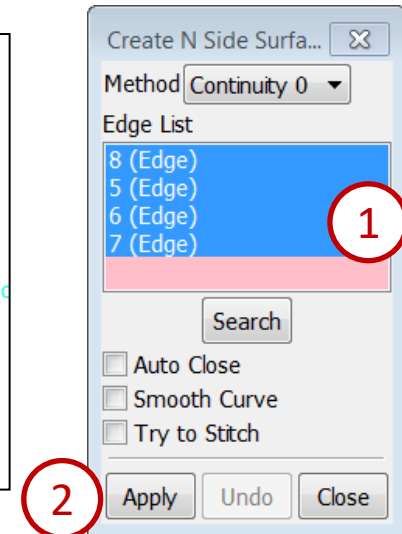 Create N Side Surfa...
Method Continuity 0
Edge List
8 (Edge)
5 (Edge)
6 (Edge)
7 (Edge)
1
Search
Auto Close
Smooth Curve
Try to Stitch
2
Apply Undo Close